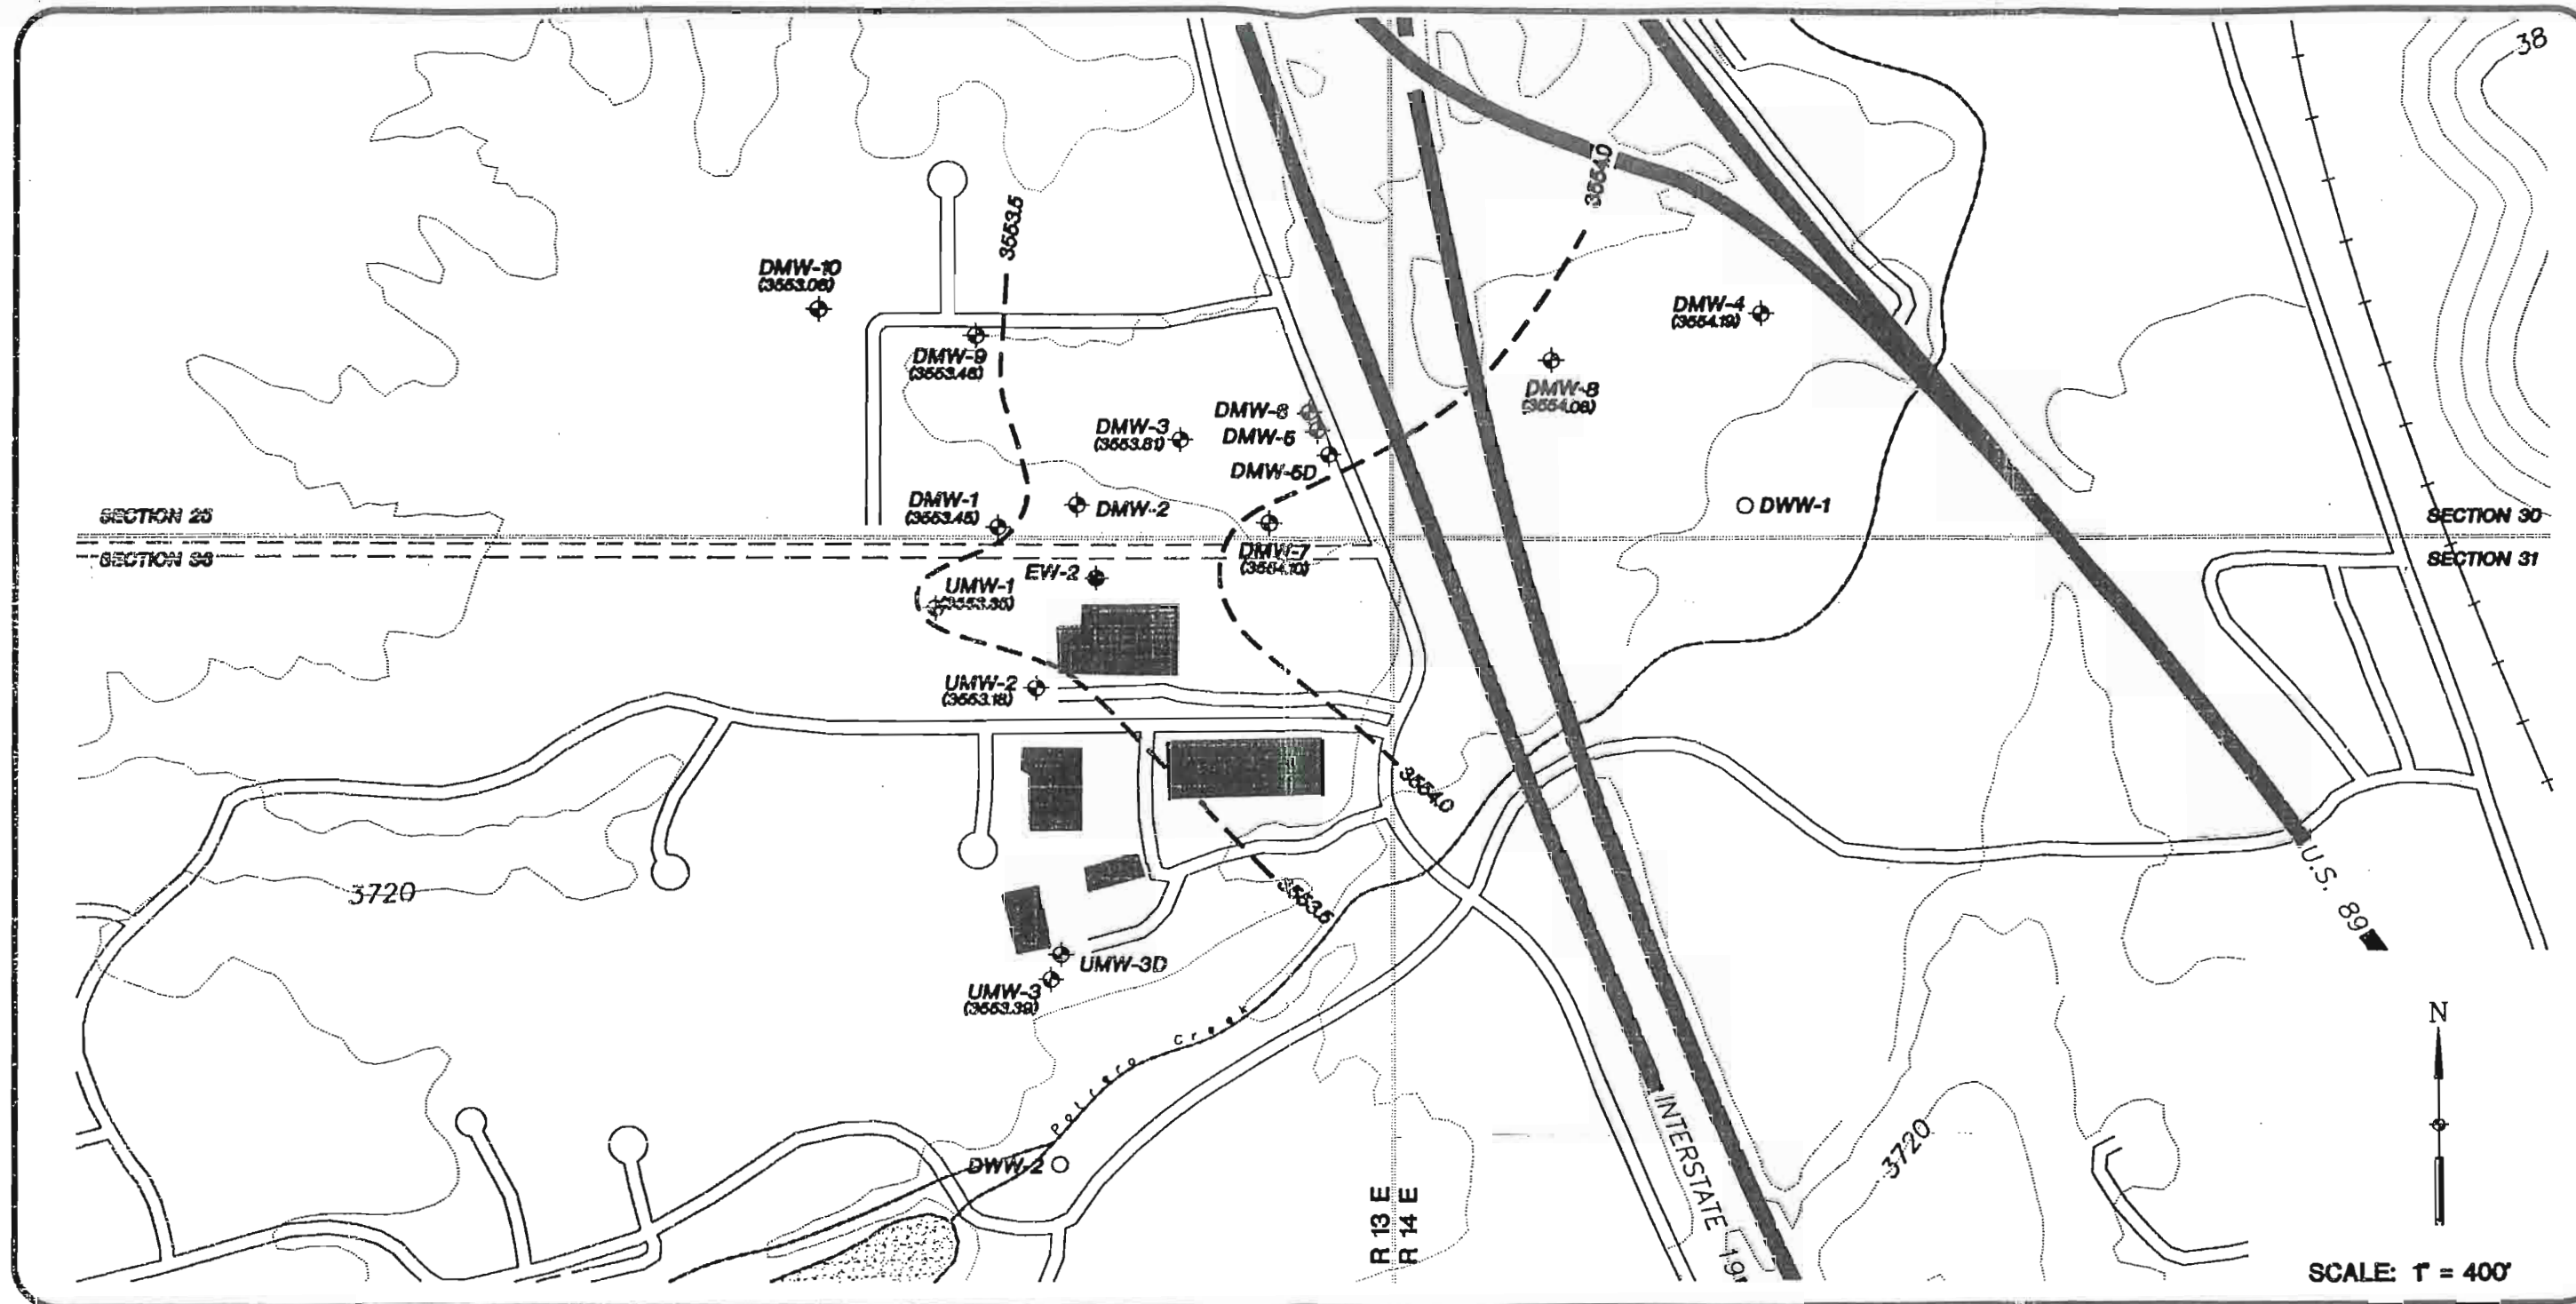 38
3553.5
3554.0
DMW-10
(3553.06)
DMW-4
(3554.19)
DMW-9
(3553.46)
DMW-8
(3554.08)
DMW-6
DMW-3
(3553.81)
DMW-5
DMW-5D
DMW-1
(3553.45)
DMW-2
DWW-1
SECTION 25
SECTION 30
SECTION 36
SECTION 31
DMW-7
(3554.10)
EW-2
UMW-1
(3553.35)
UMW-2
(3553.18)
3554.0
3720
3553.5
U.S. 89
UMW-3D
UMW-3
(3553.39)
Potrero Creek
N
INTERSTATE 19
3720
DWW-2
R 13 E
R 14 E
SCALE: 1" = 400'